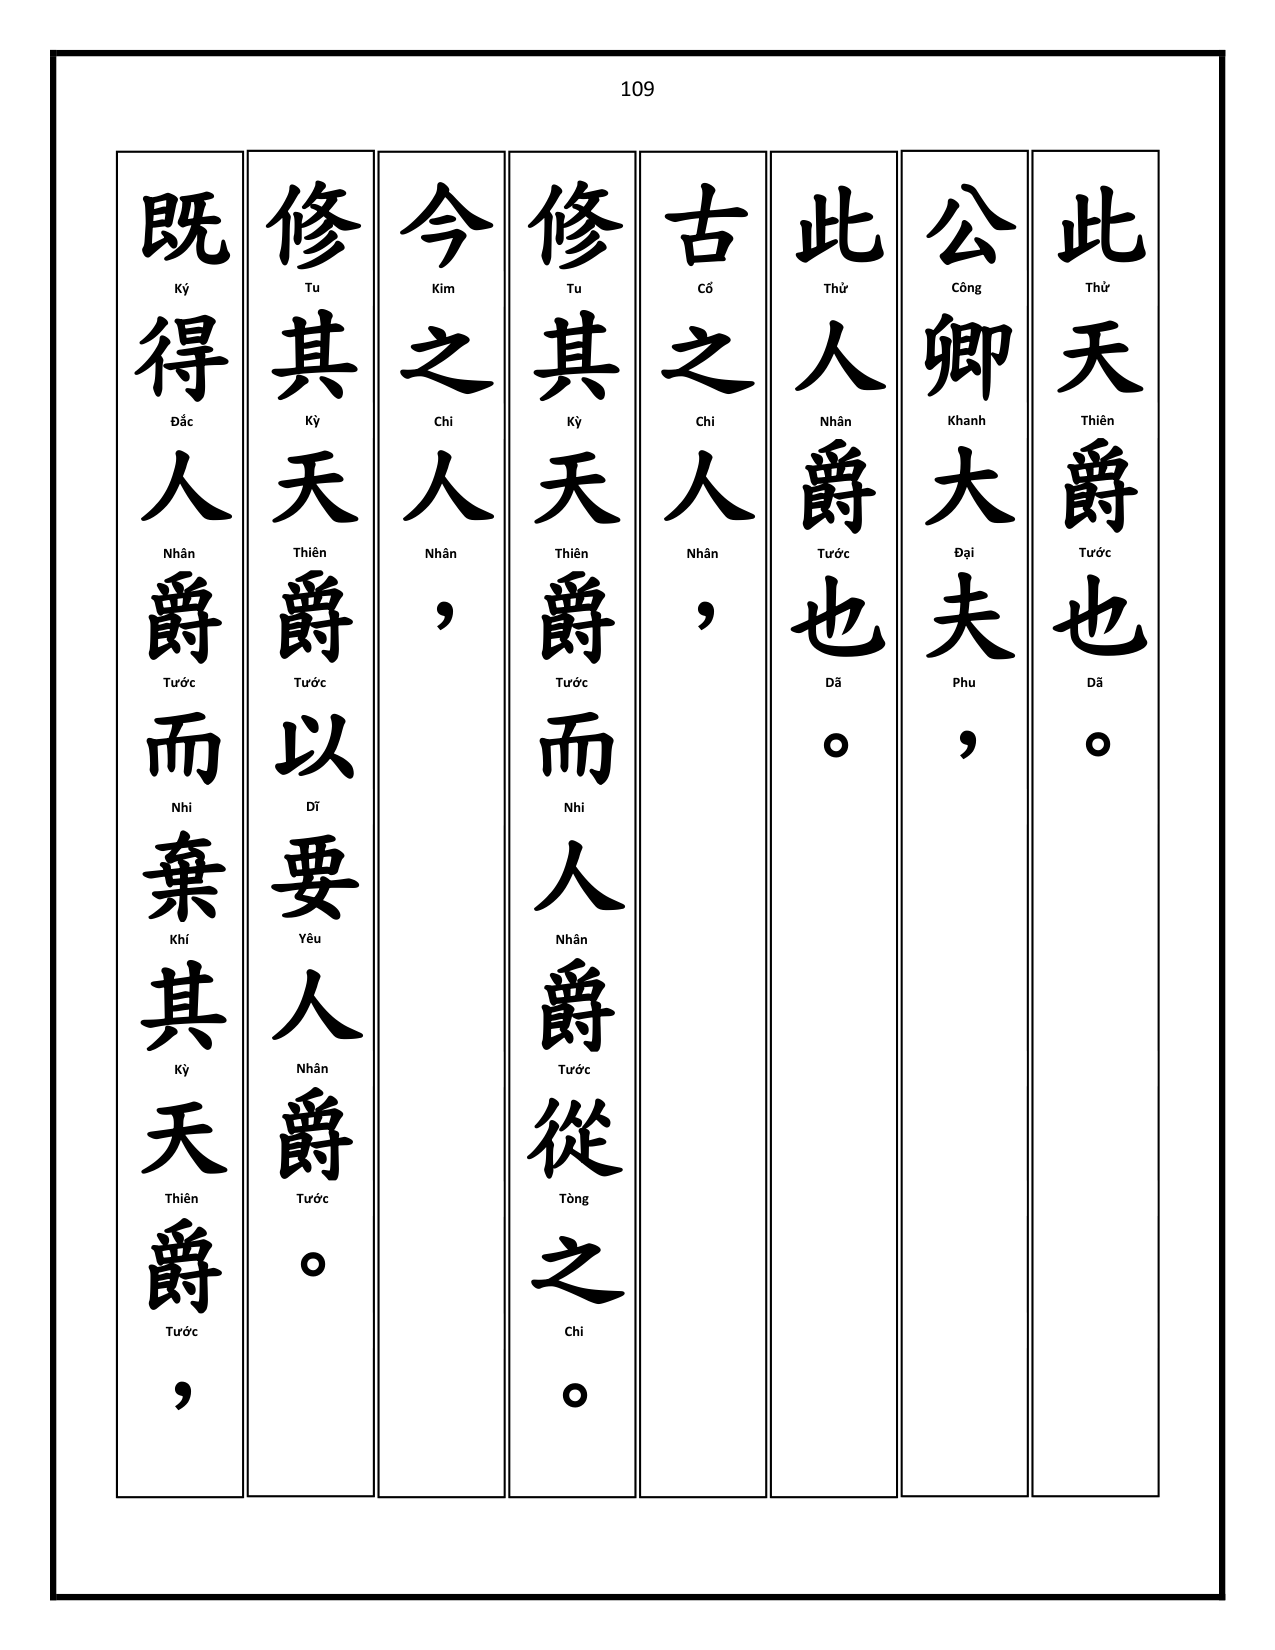 109
此天爵也。
Thử Thiên Tước Dã
公卿大夫，
Công Khanh Đại Phu
此人爵也。
Thử Nhân Tước Dã
古之人，
Cổ Chi Nhân
修其天爵而人爵從之。
Tu Kỳ Thiên Tước Nhi Nhân Tước Tòng Chi
今之人，
Kim Chi Nhân
修其天爵以要人爵。
Tu Kỳ Thiên Tước Dĩ Yêu Nhân Tước
既得人爵而棄其天爵，
Ký Đắc Nhân Tước Nhi Khí Kỳ Thiên Tước